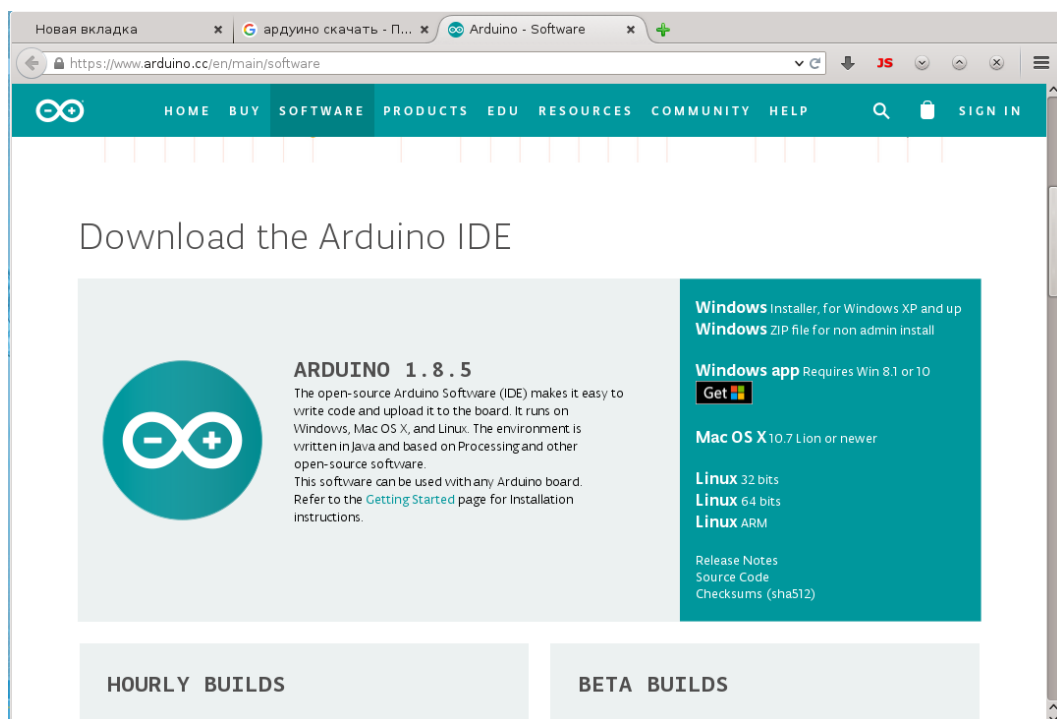 Новая вкладка
ардуино скачать - П...
Arduino - Software
https://www.arduino.cc/en/main/software
JS
HOME BUY SOFTWARE PRODUCTS EDU RESOURCES COMMUNITY HELP SIGN IN
Download the Arduino IDE
ARDUINO 1.8.5
The open-source Arduino Software (IDE) makes it easy to
write code and upload it to the board. It runs on
Windows, Mac OS X, and Linux. The environment is
written in Java and based on Processing and other
open-source software.
This software can be used with any Arduino board.
Refer to the Getting Started page for Installation
instructions.
Windows Installer, for Windows XP and up
Windows ZIP file for non admin install
Windows app Requires Win 8.1 or 10
Get
Mac OS X 10.7 Lion or newer
Linux 32 bits
Linux 64 bits
Linux ARM
Release Notes
Source Code
Checksums (sha512)
HOURLY BUILDS
BETA BUILDS